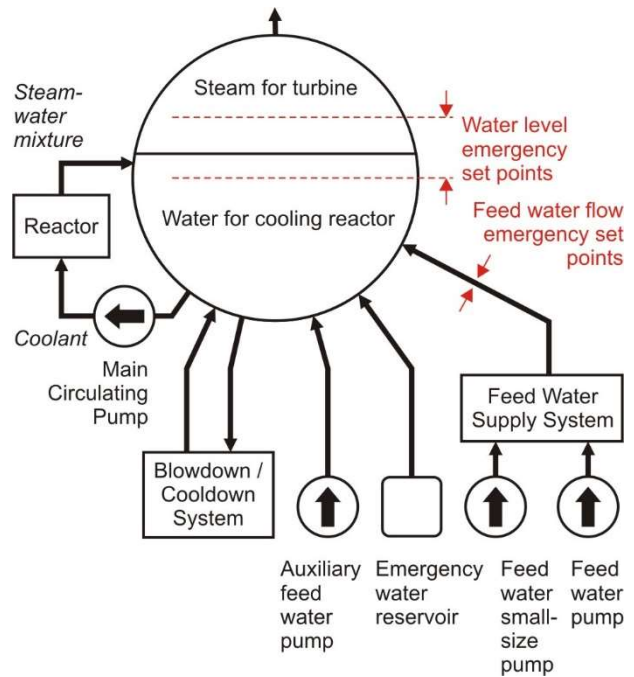 Steam for turbine
Steam-
water
mixture
Water level
emergency
set points
Water for cooling reactor
Reactor
Feed water flow
emergency set
points
Coolant
Main
Circulating
Pump
Feed Water
Supply System
Blowdown /
Cooldown
System
Auxiliary
feed
water
pump
Emergency
water
reservoir
Feed
water
small-
size
pump
Feed
water
pump